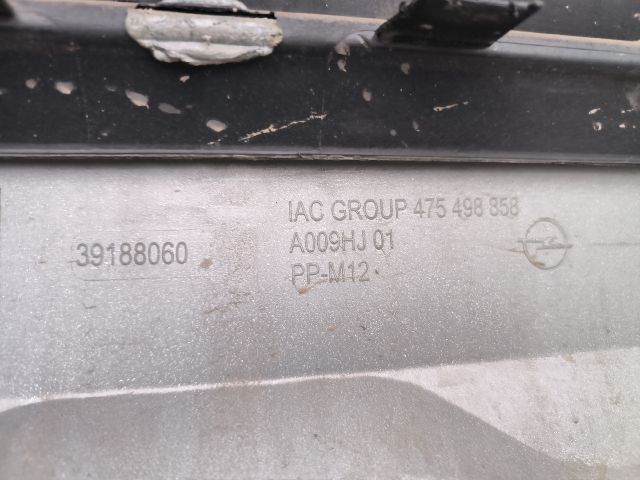 39188060
IAC GROUP 475 498 858
A009HJ 01
PP-M12